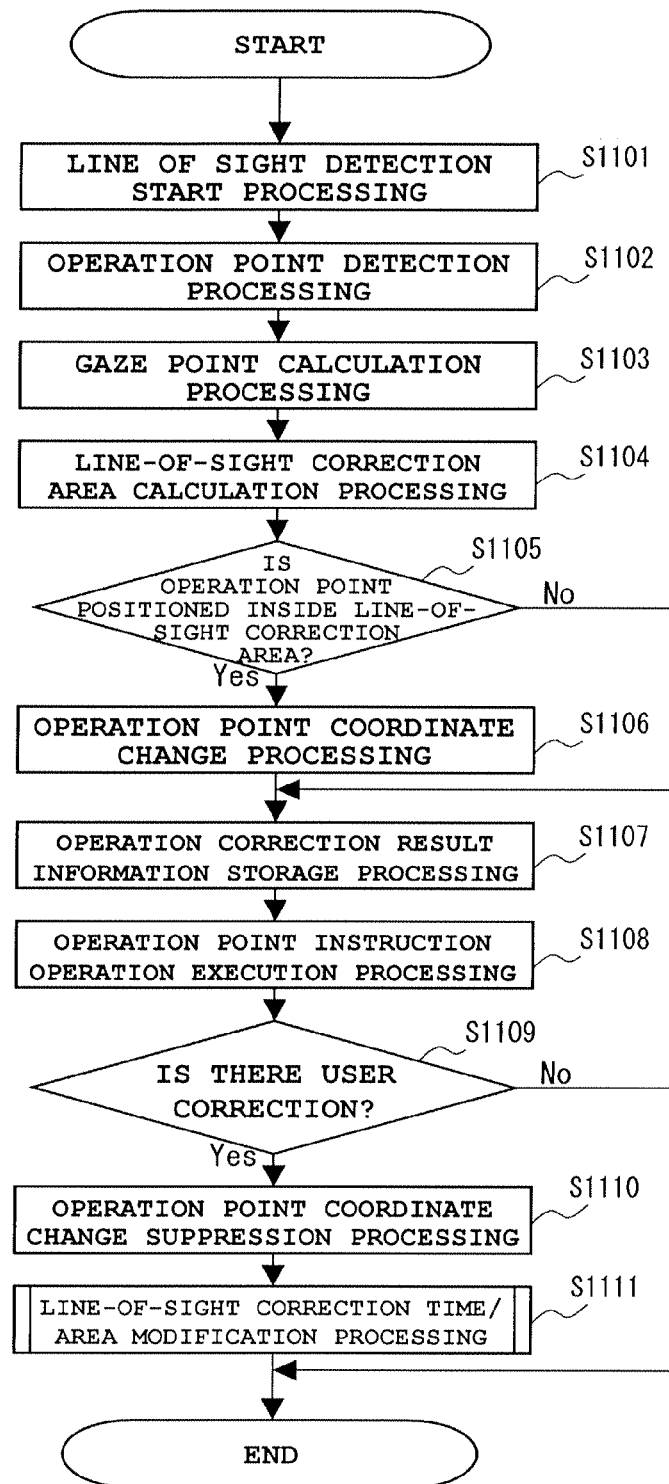 START
LINE OF SIGHT DETECTION
START PROCESSING
S1101
OPERATION POINT DETECTION
PROCESSING
S1102
GAZE POINT CALCULATION
PROCESSING
S1103
LINE-OF-SIGHT CORRECTION
AREA CALCULATION PROCESSING
S1104
S1105
IS
OPERATION POINT
POSITIONED INSIDE LINE-OF-
SIGHT CORRECTION
AREA?
No
Yes
OPERATION POINT COORDINATE
CHANGE PROCESSING
S1106
OPERATION CORRECTION RESULT
INFORMATION STORAGE PROCESSING
S1107
OPERATION POINT INSTRUCTION
OPERATION EXECUTION PROCESSING
S1108
S1109
IS THERE USER
CORRECTION?
No
Yes
OPERATION POINT COORDINATE
CHANGE SUPPRESSION PROCESSING
S1110
LINE-OF-SIGHT CORRECTION TIME/
AREA MODIFICATION PROCESSING
S1111
END